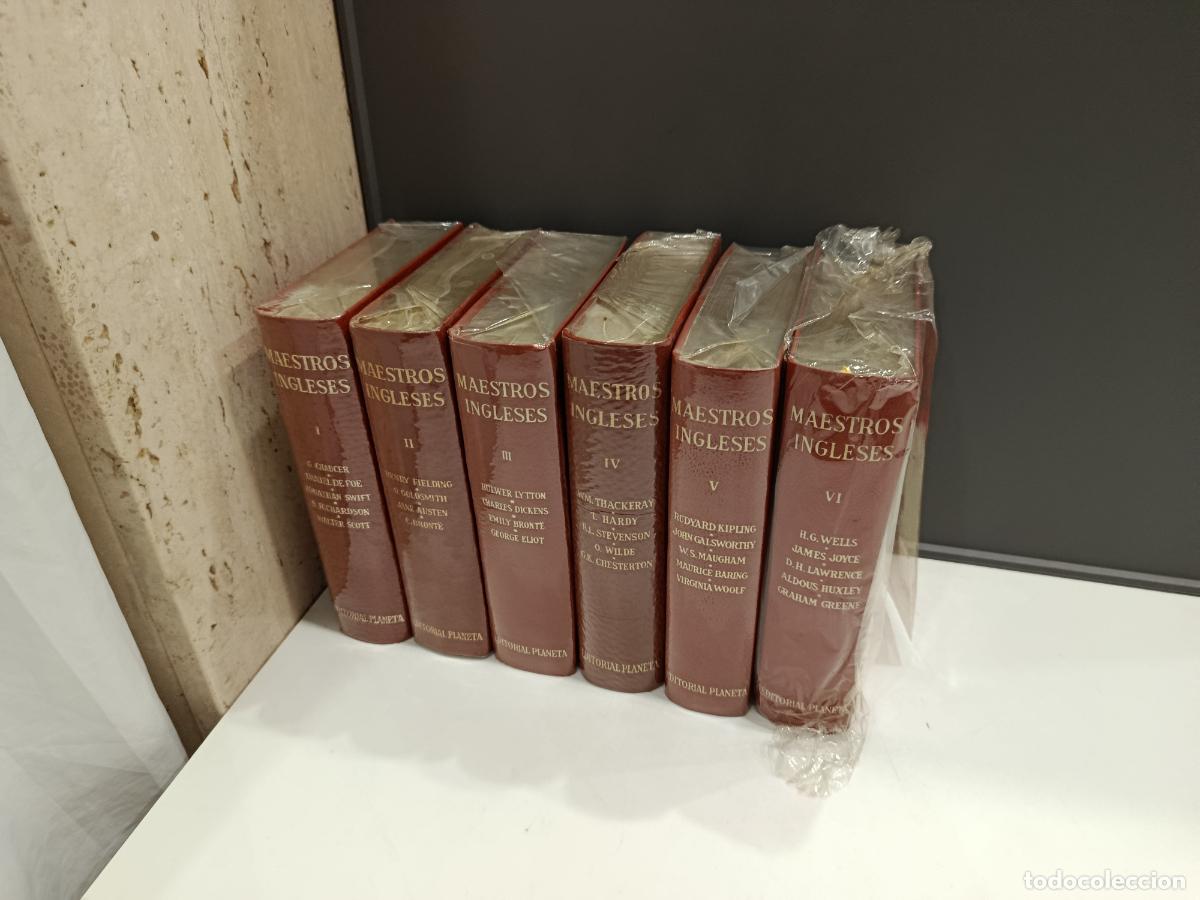 MAESTROS
INGLESES
I
G. CHAUCER
DANIEL DE FOE
JONATHAN SWIFT
S. RICHARDSON
WALTER SCOTT
EDITORIAL PLANETA
MAESTROS
INGLESES
II
HENRY FIELDING
O. GOLDSMITH
JANE AUSTEN
C. BRONTË
EDITORIAL PLANETA
MAESTROS
INGLESES
III
BULWER LYTTON
CHARLES DICKENS
EMILY BRONTË
GEORGE ELIOT
EDITORIAL PLANETA
MAESTROS
INGLESES
IV
WM. THACKERAY
T. HARDY
R.L. STEVENSON
O. WILDE
G.K. CHESTERTON
EDITORIAL PLANETA
MAESTROS
INGLESES
V
RUDYARD KIPLING
JOHN GALSWORTHY
W.S. MAUGHAM
MAURICE BARING
VIRGINIA WOOLF
EDITORIAL PLANETA
MAESTROS
INGLESES
VI
H.G. WELLS
JAMES JOYCE
D.H. LAWRENCE
ALDOUS HUXLEY
GRAHAM GREENE
EDITORIAL PLANETA
todocoleccion